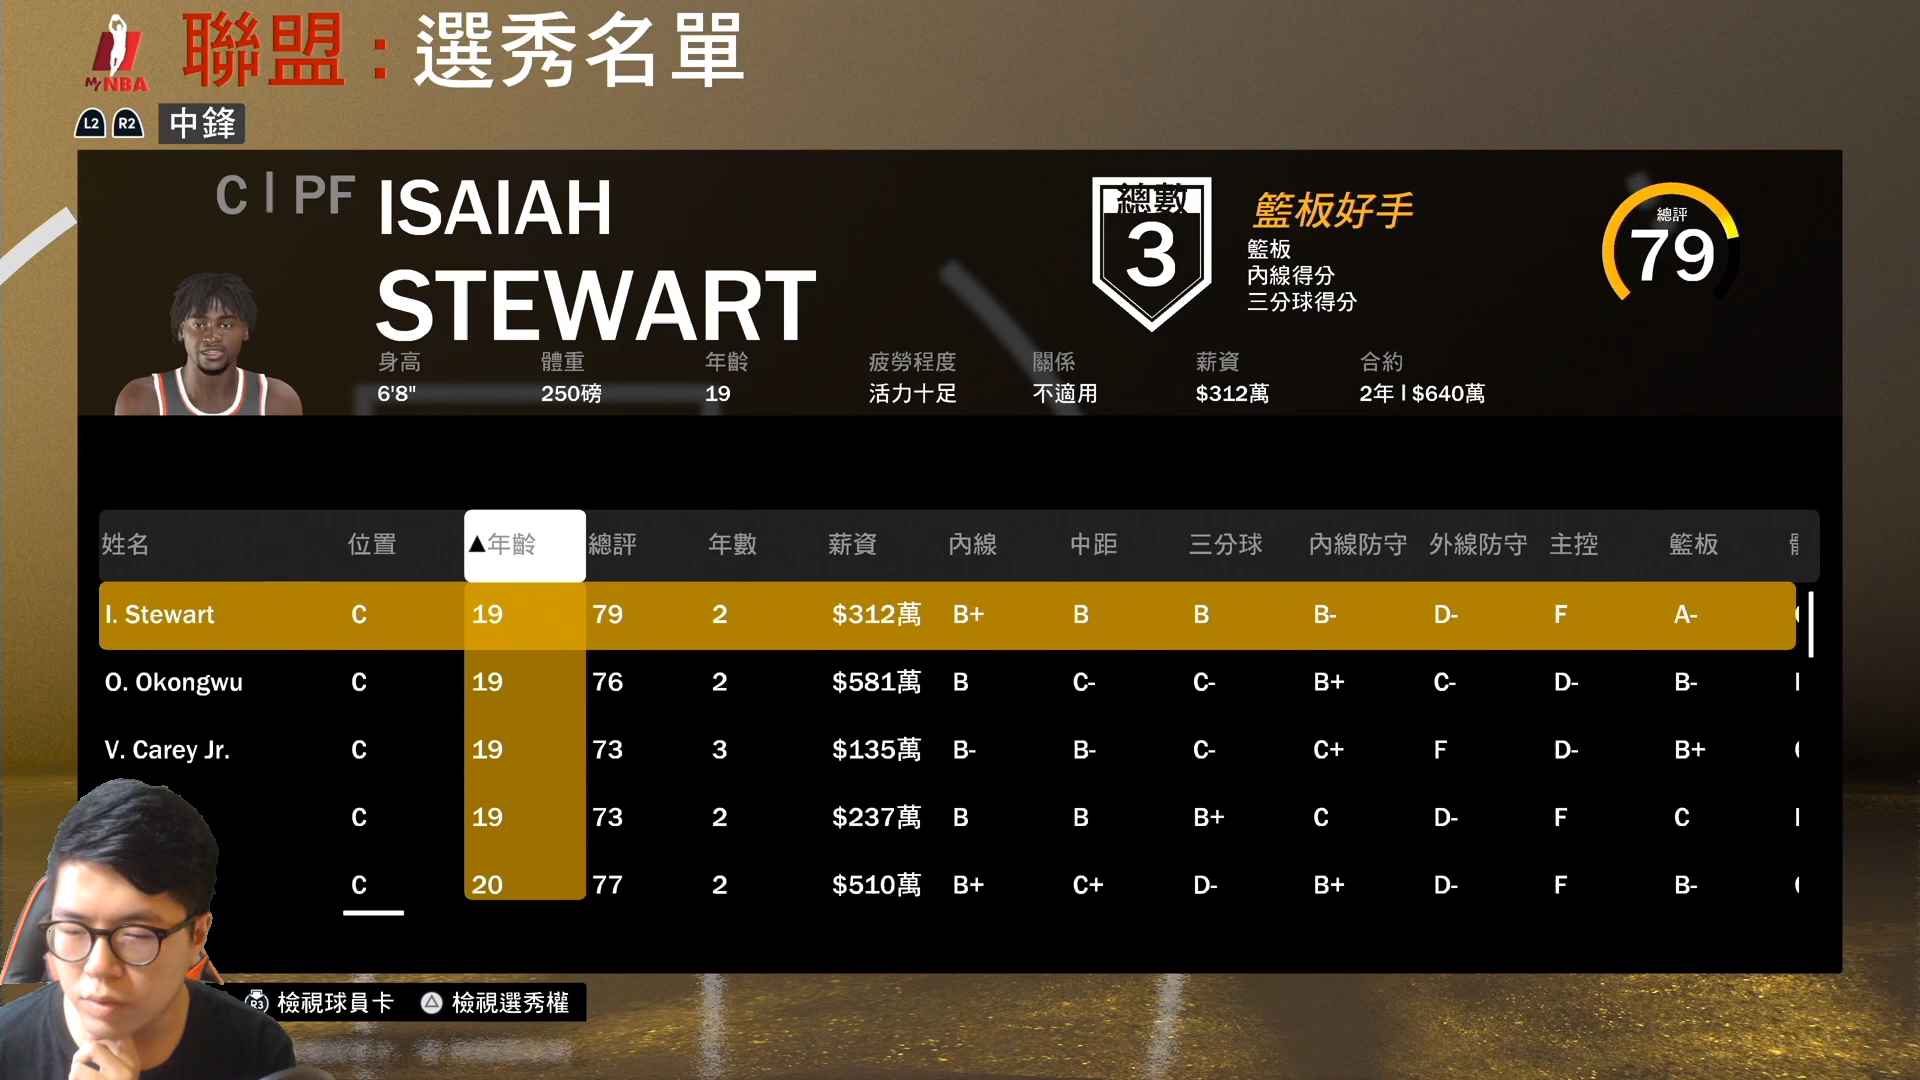 MyNBA
聯盟：選秀名單
L2 R2 中鋒
C | PF ISAIAH
STEWART
總數
3
籃板好手
籃板
內線得分
三分球得分
總評
79
身高 體重 年齡 疲勞程度 關係 薪資 合約
6'8" 250磅 19 活力十足 不適用 $312萬 2年 | $640萬
姓名 位置 ▲年齡 總評 年數 薪資 內線 中距 三分球 內線防守 外線防守 主控 籃板
I. Stewart C 19 79 2 $312萬 B+ B B B- D- F A-
O. Okongwu C 19 76 2 $581萬 B C- C- B+ C- D- B-
V. Carey Jr. C 19 73 3 $135萬 B- B- C- C+ F D- B+
C 19 73 2 $237萬 B B B+ C D- F C
C 20 77 2 $510萬 B+ C+ D- B+ D- F B-
R3 檢視球員卡 檢視選秀權